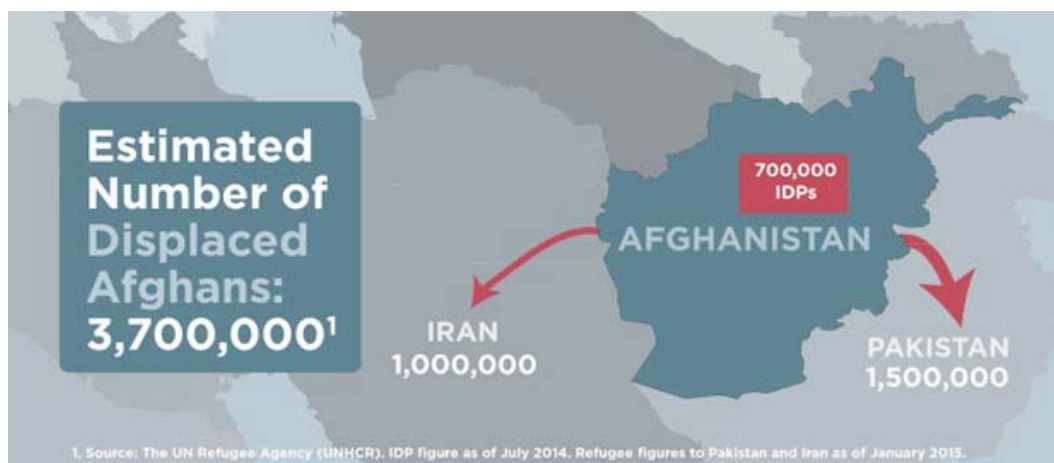 Estimated
Number of
Displaced
Afghans:
3,700,000¹
700,000
IDPs
AFGHANISTAN
IRAN
1,000,000
PAKISTAN
1,500,000
1. Source: The UN Refugee Agency (UNHCR). IDP figure as of July 2014. Refugee figures to Pakistan and Iran as of January 2015.